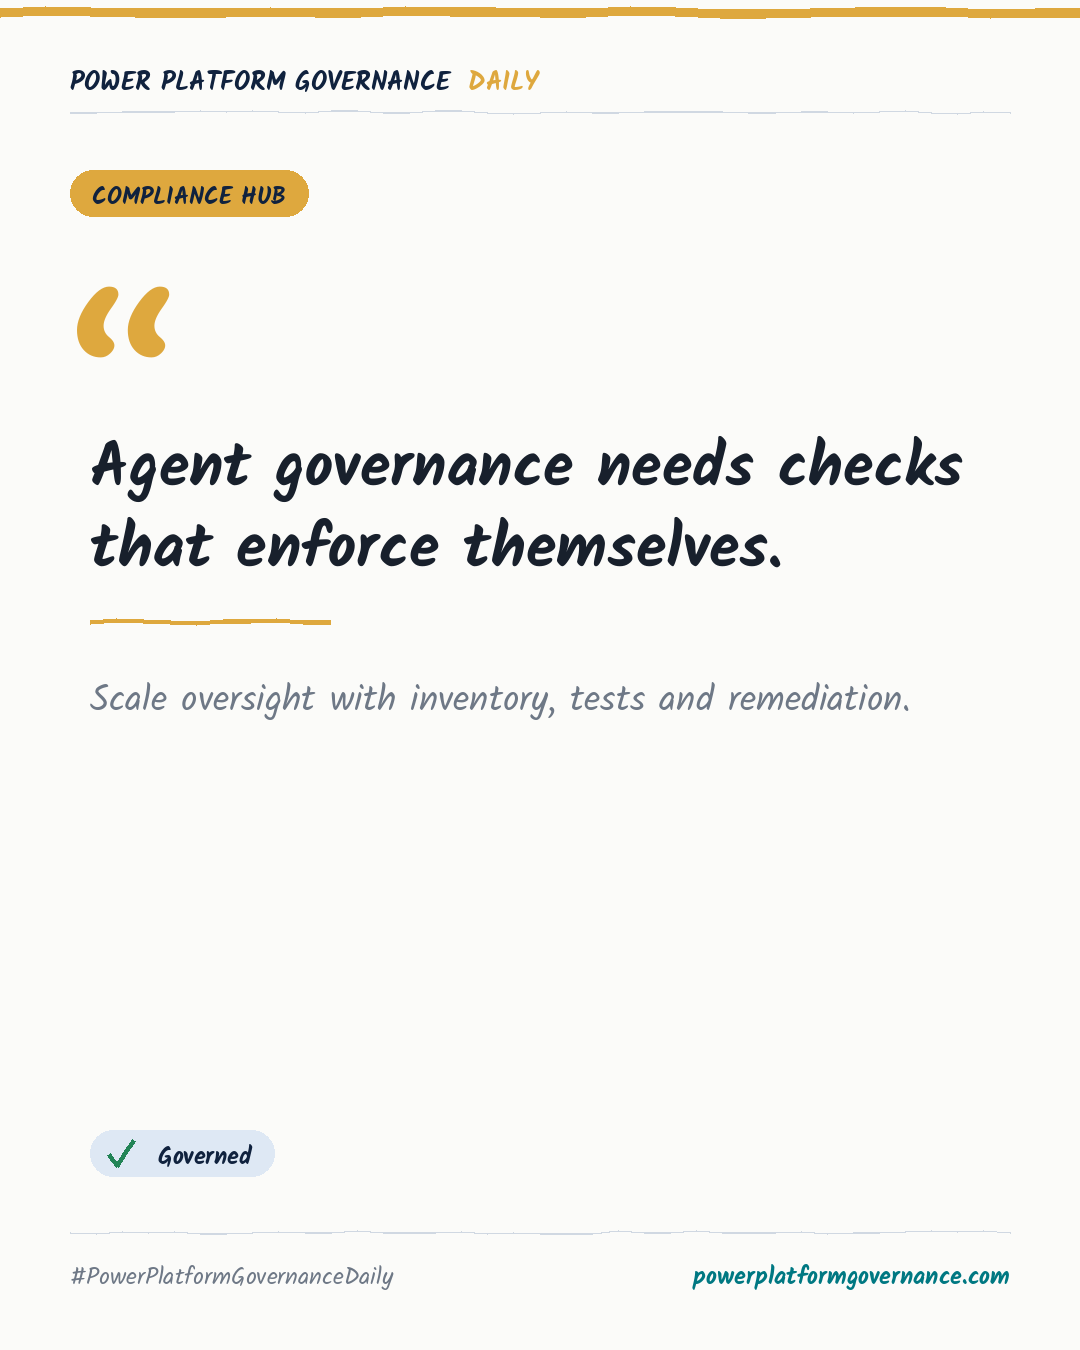 POWER PLATFORM GOVERNANCE DAILY
COMPLIANCE HUB
“
Agent governance needs checks
that enforce themselves.
Scale oversight with inventory, tests and remediation.
✓ Governed
#PowerPlatformGovernanceDaily
powerplatformgovernance.com